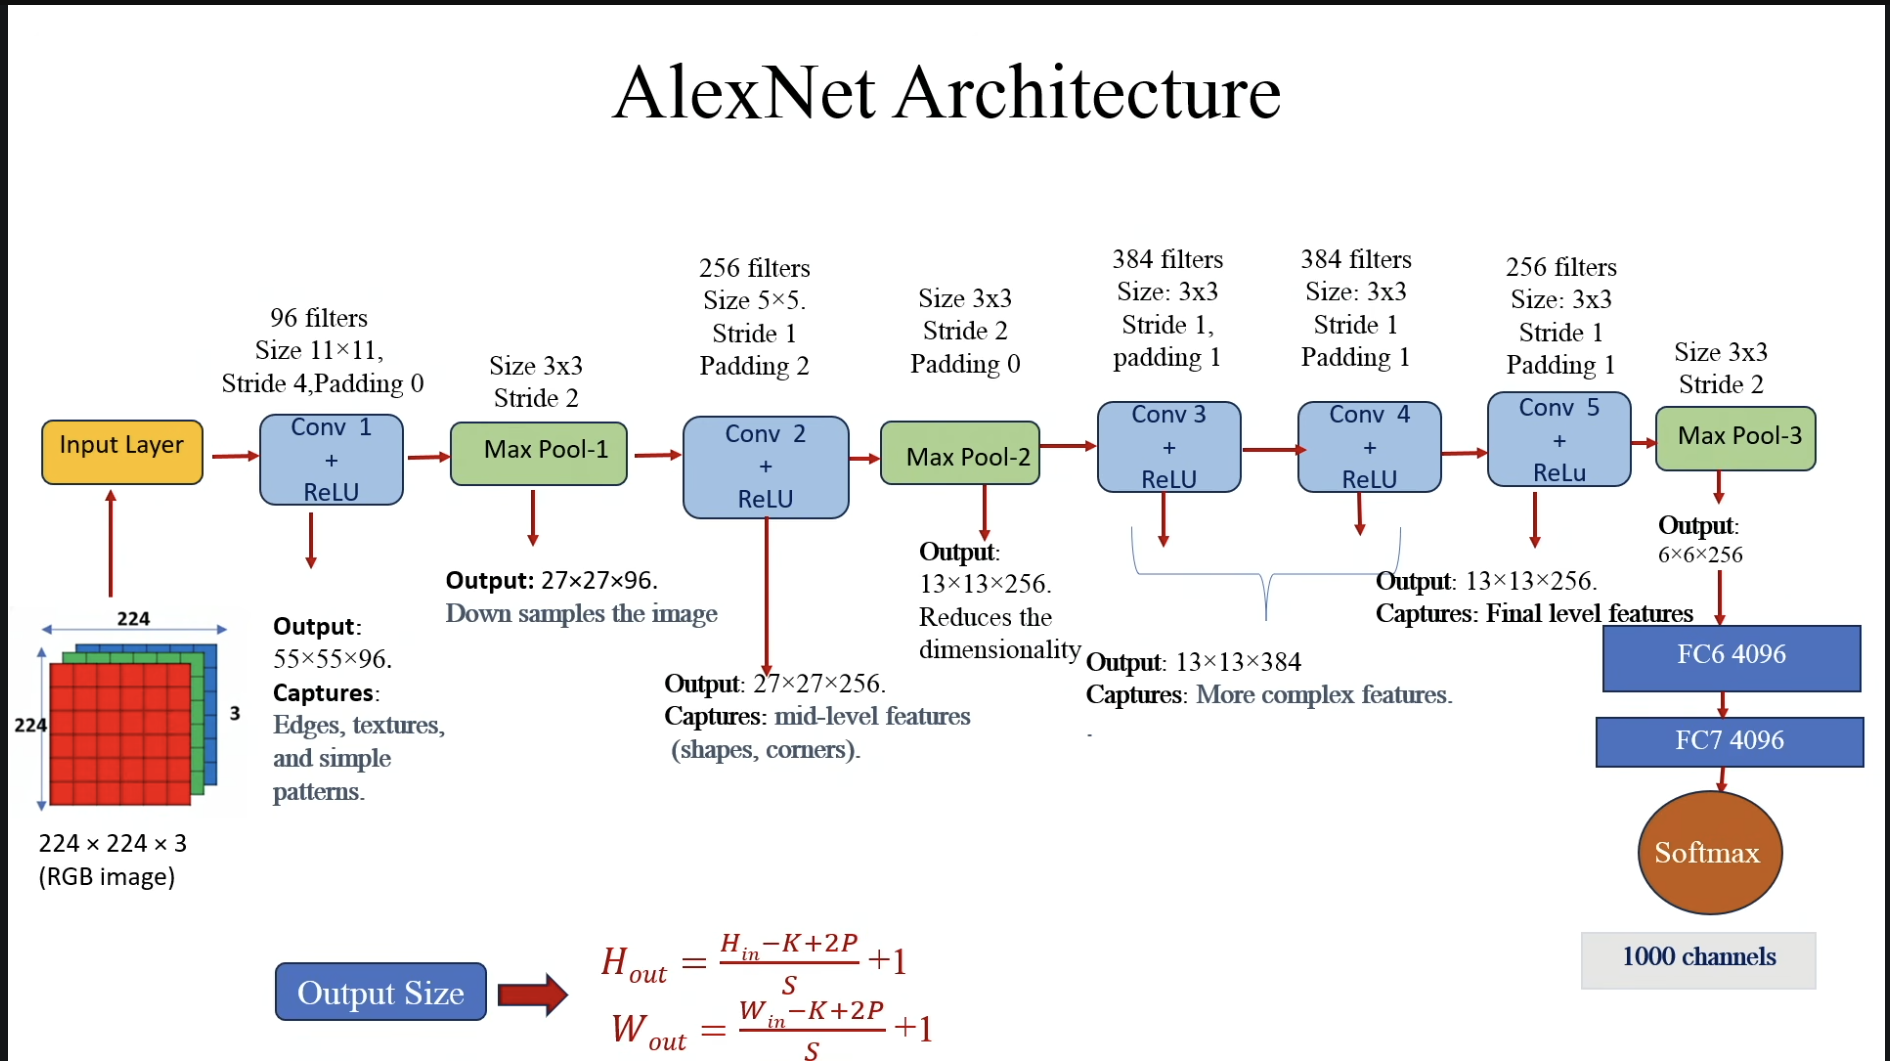 AlexNet Architecture
96 filters
Size 11×11,
Stride 4,Padding 0
Size 3x3
Stride 2
256 filters
Size 5×5.
Stride 1
Padding 2
Size 3x3
Stride 2
Padding 0
384 filters
Size: 3x3
Stride 1,
padding 1
384 filters
Size: 3x3
Stride 1
Padding 1
256 filters
Size: 3x3
Stride 1
Padding 1
Size 3x3
Stride 2
Input Layer
Conv 1
+
ReLU
Max Pool-1
Conv 2
+
ReLU
Max Pool-2
Conv 3
+
ReLU
Conv 4
+
ReLU
Conv 5
+
ReLu
Max Pool-3
224
224
3
224 × 224 × 3
(RGB image)
Output:
55×55×96.
Captures:
Edges, textures,
and simple
patterns.
Output: 27×27×96.
Down samples the image
Output: 27×27×256.
Captures: mid-level features
(shapes, corners).
Output:
13×13×256.
Reduces the
dimensionality
Output: 13×13×384
Captures: More complex features.
.
Output: 13×13×256.
Captures: Final level features
Output:
6×6×256
FC6 4096
FC7 4096
Softmax
1000 channels
Output Size
H_out = (H_in−K+2P)/S +1
W_out = (W_in−K+2P)/S +1